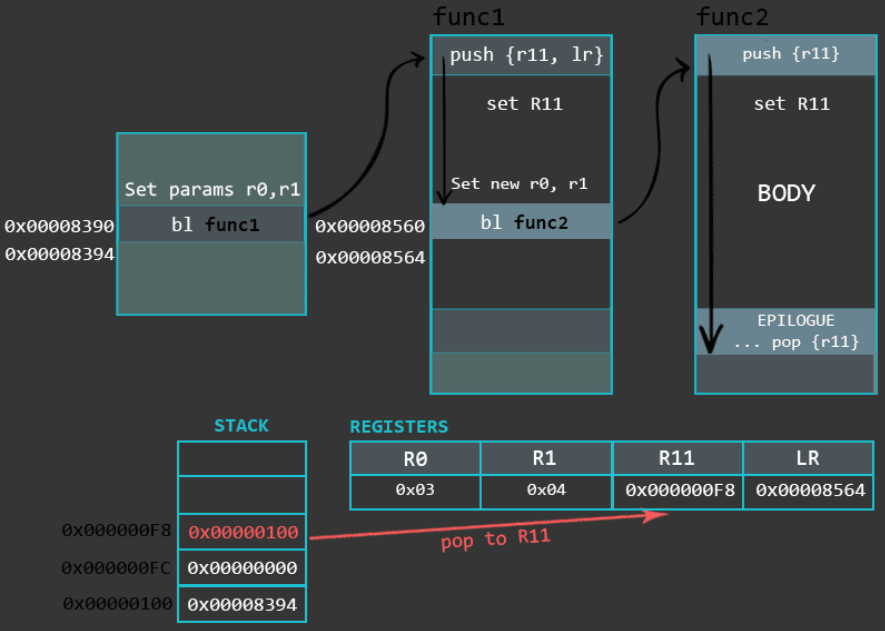 func1
func2
push {r11, lr}
push {r11}
set R11
set R11
Set params r0,r1
Set new r0, r1
BODY
0x00008390
bl func1
0x00008560
bl func2
0x00008394
0x00008564
EPILOGUE
... pop {r11}
STACK
REGISTERS
R0
R1
R11
LR
0x03
0x04
0x000000F8
0x00008564
0x000000F8
0x00000100
pop to R11
0x000000FC
0x00000000
0x00000100
0x00008394